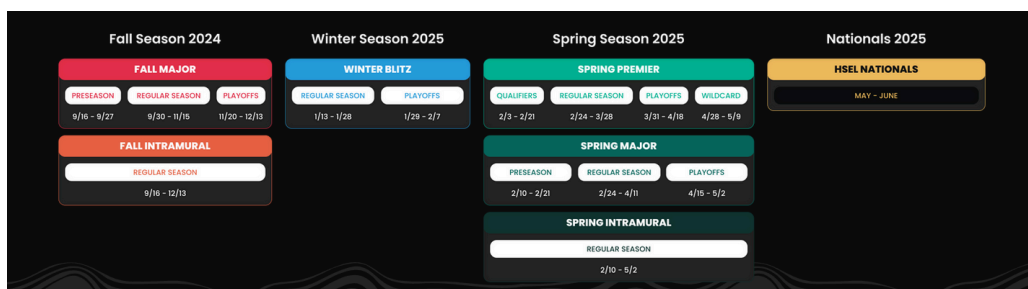 Fall Season 2024
FALL MAJOR
PRESEASON REGULAR SEASON PLAYOFFS
9/16 - 9/27 9/30 - 11/15 11/20 - 12/13
FALL INTRAMURAL
REGULAR SEASON
9/16 - 12/13
Winter Season 2025
WINTER BLITZ
REGULAR SEASON PLAYOFFS
1/13 - 1/28 1/29 - 2/7
Spring Season 2025
SPRING PREMIER
QUALIFIERS REGULAR SEASON PLAYOFFS WILDCARD
2/3 - 2/21 2/24 - 3/28 3/31 - 4/18 4/28 - 5/9
SPRING MAJOR
PRESEASON REGULAR SEASON PLAYOFFS
2/10 - 2/21 2/24 - 4/11 4/15 - 5/2
SPRING INTRAMURAL
REGULAR SEASON
2/10 - 5/2
Nationals 2025
HSEL NATIONALS
MAY - JUNE